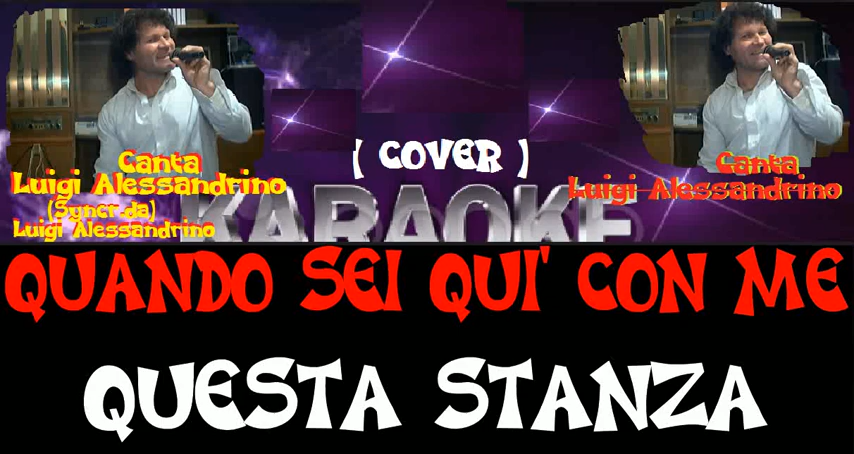 Canta
Luigi Alessandrino
(Syncr.da)
Luigi Alessandrino
( COVER )
Canta
Luigi Alessandrino
KARAOKE
QUANDO SEI QUI' CON ME
QUESTA STANZA